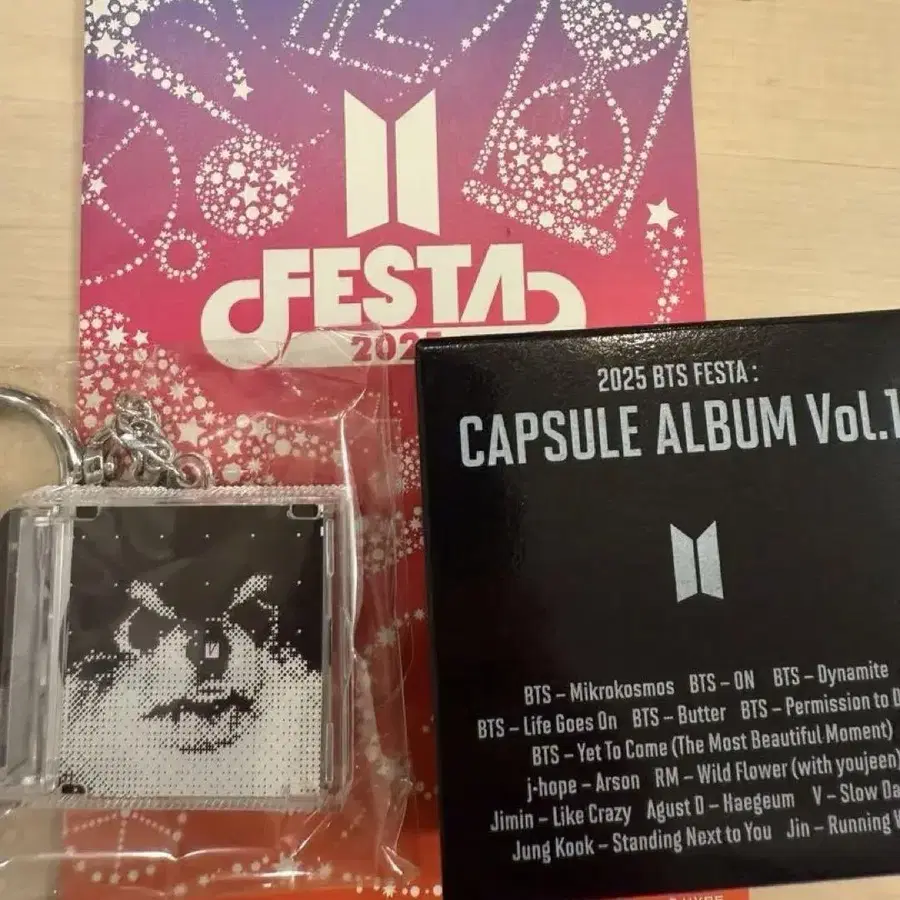 FESTA
2025
2025 BTS FESTA :
CAPSULE ALBUM Vol.1
BTS – Mikrokosmos BTS – ON BTS – Dynamite
BTS – Life Goes On BTS – Butter BTS – Permission to
BTS – Yet To Come (The Most Beautiful Moment)
j-hope – Arson RM – Wild Flower (with youjeen)
Jimin – Like Crazy Agust D – Haegeum V – Slow
Jung Kook – Standing Next to You Jin – Running
V